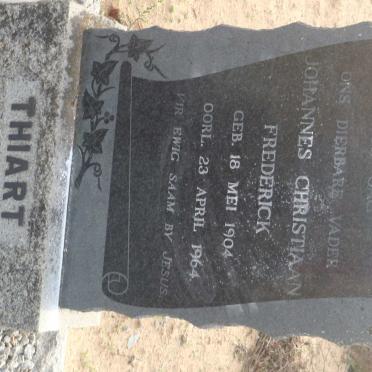 ONS DIERBARE VADER
JOHANNES CHRISTIAAN
FREDERICK
GEB. 18 MEI 1904
OORL. 23 APRIL 1964
VIR EWIG SAAM BY JESUS
THIART